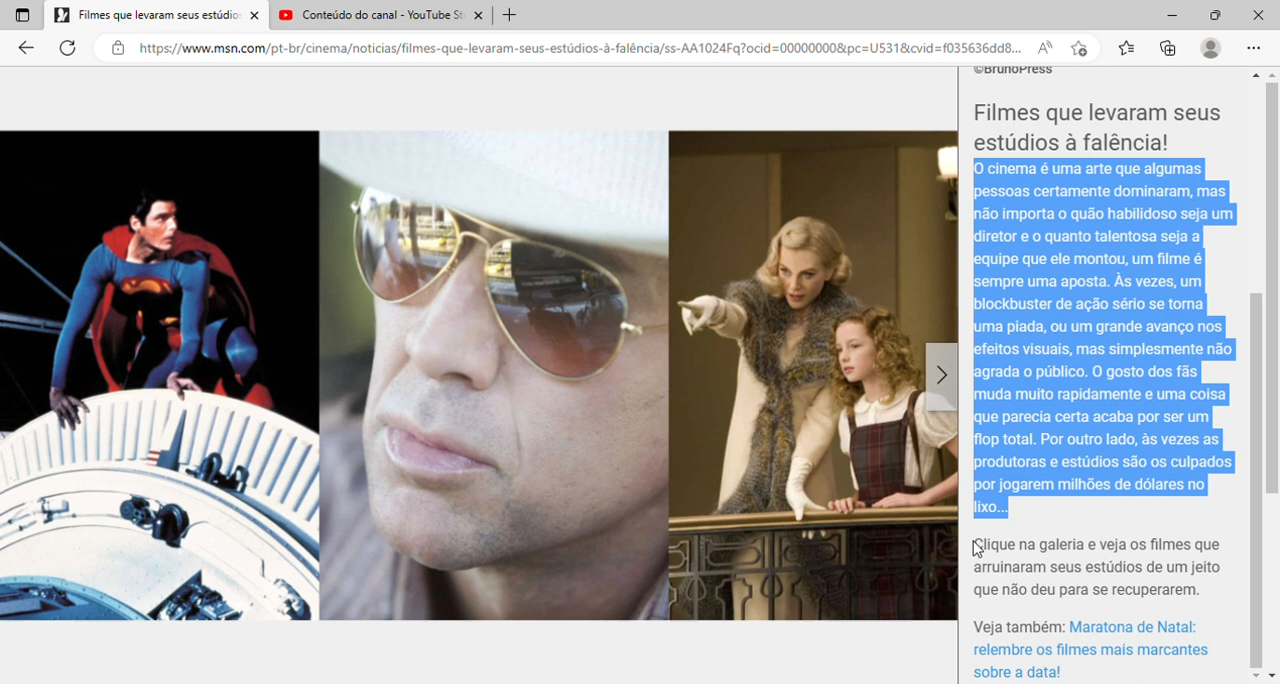 Filmes que levaram seus estúdio
Conteúdo do canal - YouTube St
https://www.msn.com/pt-br/cinema/noticias/filmes-que-levaram-seus-estúdios-à-falência/ss-AA1024Fq?ocid=00000000&pc=U531&cvid=f035636dd8...
©BrunoPress
Filmes que levaram seus
estúdios à falência!
O cinema é uma arte que algumas
pessoas certamente dominaram, mas
não importa o quão habilidoso seja um
diretor e o quanto talentosa seja a
equipe que ele montou, um filme é
sempre uma aposta. Às vezes, um
blockbuster de ação sério se torna
uma piada, ou um grande avanço nos
efeitos visuais, mas simplesmente não
agrada o público. O gosto dos fãs
muda muito rapidamente e uma coisa
que parecia certa acaba por ser um
flop total. Por outro lado, às vezes as
produtoras e estúdios são os culpados
por jogarem milhões de dólares no
lixo...
Clique na galeria e veja os filmes que
arruinaram seus estúdios de um jeito
que não deu para se recuperarem.
Veja também: Maratona de Natal:
relembre os filmes mais marcantes
sobre a data!